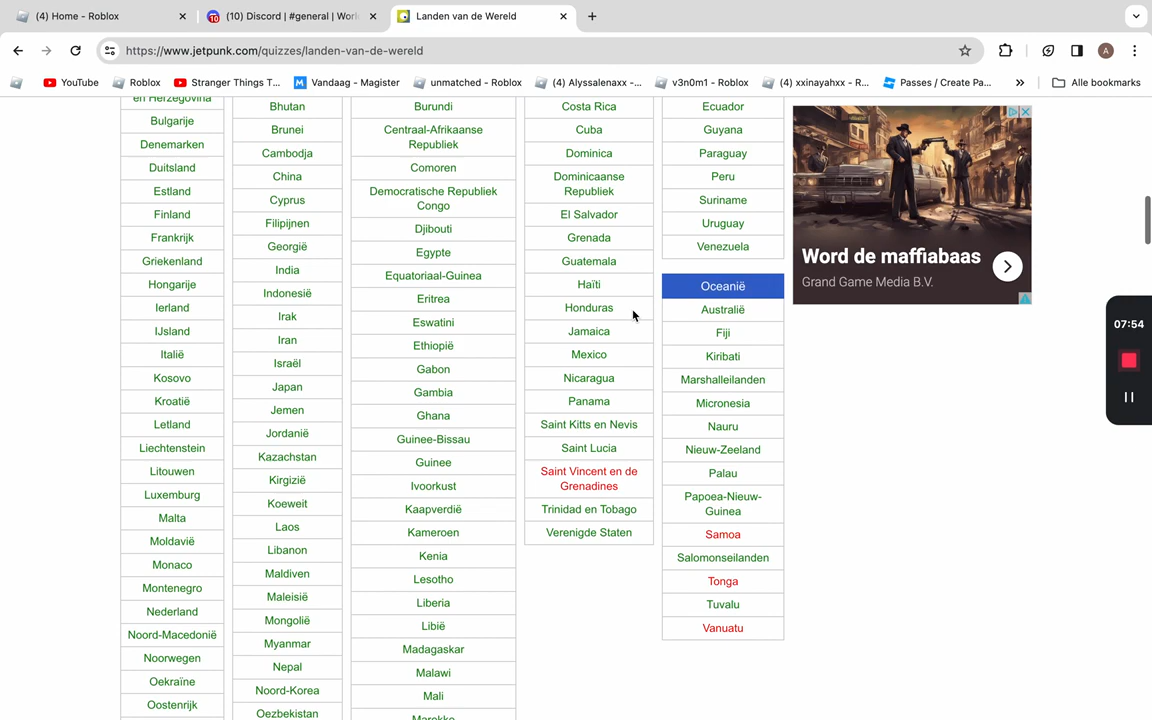 (4) Home - Roblox
(10) Discord | #general | Worl
Landen van de Wereld
https://www.jetpunk.com/quizzes/landen-van-de-wereld
YouTube
Roblox
Stranger Things T...
Vandaag - Magister
unmatched - Roblox
(4) Alyssalenaxx -...
v3n0m1 - Roblox
(4) xxinayahxx - R...
Passes / Create Pa...
»
Alle bookmarks
A
10
en Herzegovina
Bulgarije
Denemarken
Duitsland
Estland
Finland
Frankrijk
Griekenland
Hongarije
Ierland
IJsland
Italië
Kosovo
Kroatië
Letland
Liechtenstein
Litouwen
Luxemburg
Malta
Moldavië
Monaco
Montenegro
Nederland
Noord-Macedonië
Noorwegen
Oekraïne
Oostenrijk
Bhutan
Brunei
Cambodja
China
Cyprus
Filipijnen
Georgië
India
Indonesië
Irak
Iran
Israël
Japan
Jemen
Jordanië
Kazachstan
Kirgizië
Koeweit
Laos
Libanon
Maldiven
Maleisië
Mongolië
Myanmar
Nepal
Noord-Korea
Oezbekistan
Burundi
Centraal-Afrikaanse
Republiek
Comoren
Democratische Republiek
Congo
Djibouti
Egypte
Equatoriaal-Guinea
Eritrea
Eswatini
Ethiopië
Gabon
Gambia
Ghana
Guinee-Bissau
Guinee
Ivoorkust
Kaapverdië
Kameroen
Kenia
Lesotho
Liberia
Libië
Madagaskar
Malawi
Mali
Marokko
Costa Rica
Cuba
Dominica
Dominicaanse
Republiek
El Salvador
Grenada
Guatemala
Haïti
Honduras
Jamaica
Mexico
Nicaragua
Panama
Saint Kitts en Nevis
Saint Lucia
Saint Vincent en de
Grenadines
Trinidad en Tobago
Verenigde Staten
Ecuador
Guyana
Paraguay
Peru
Suriname
Uruguay
Venezuela
Oceanië
Australië
Fiji
Kiribati
Marshalleilanden
Micronesia
Nauru
Nieuw-Zeeland
Palau
Papoea-Nieuw-
Guinea
Samoa
Salomonseilanden
Tonga
Tuvalu
Vanuatu
Word de maffiabaas
Grand Game Media B.V.
07:54